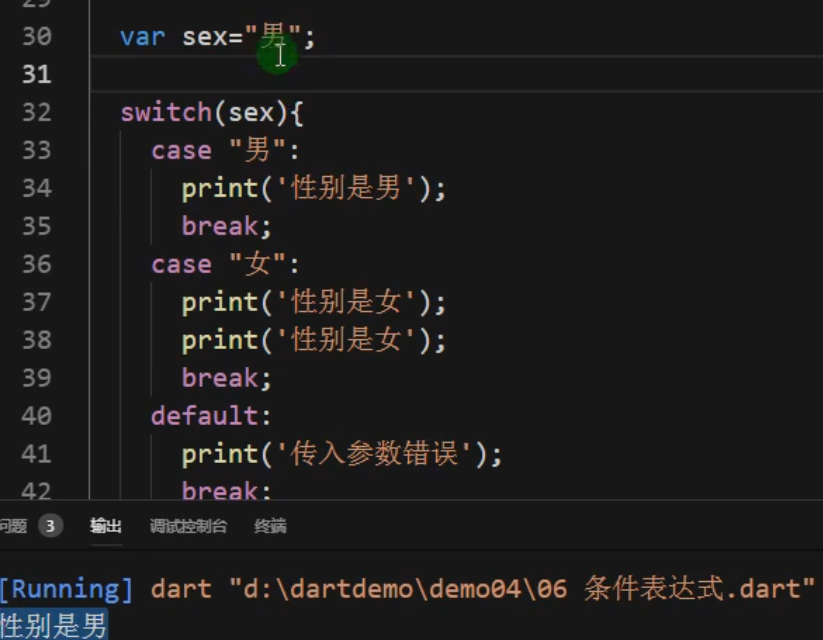 29
30 var sex="男";
31
32 switch(sex){
33 case "男":
34 print('性别是男');
35 break;
36 case "女":
37 print('性别是女');
38 print('性别是女');
39 break;
40 default:
41 print('传入参数错误');
42 break;
问题 3 输出 调试控制台 终端
[Running] dart "d:\dartdemo\demo04\06 条件表达式.dart"
性别是男